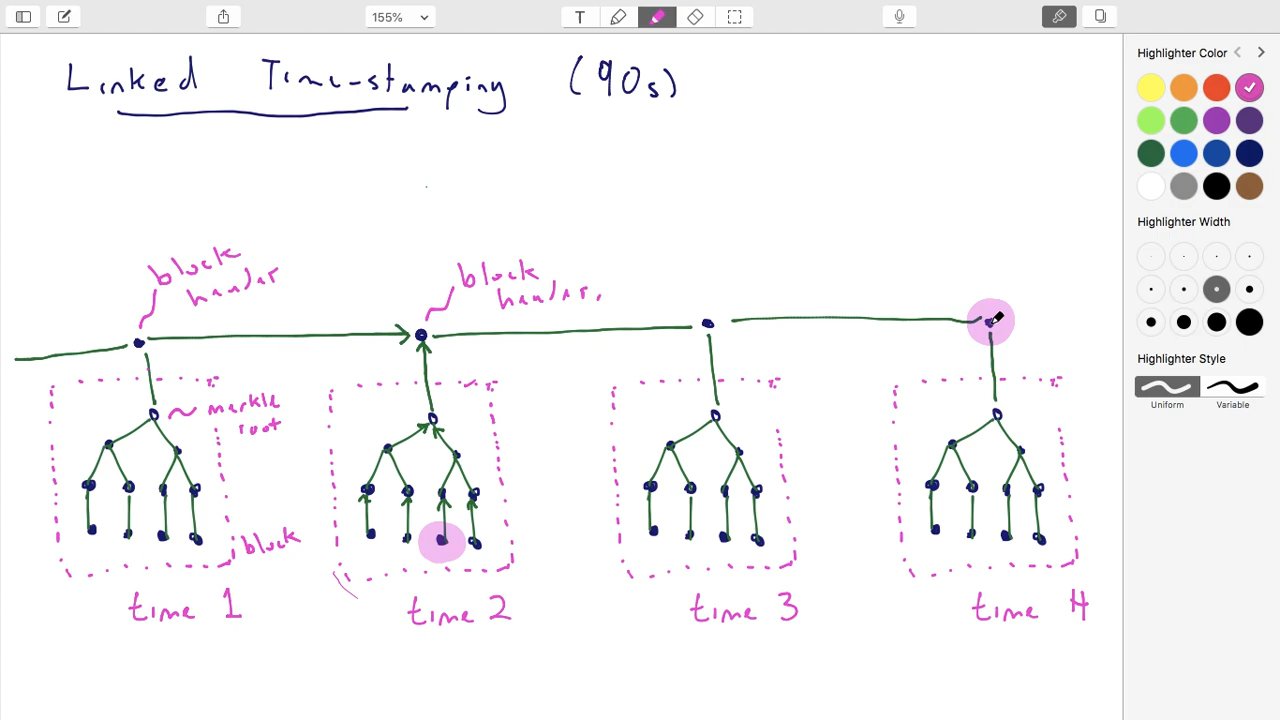 155%
T
Linked Time-stamping (90s)
block
header
block
header.
merkle
root
block
time 1
time 2
time 3
time 4
Highlighter Color
Highlighter Width
Highlighter Style
Uniform
Variable